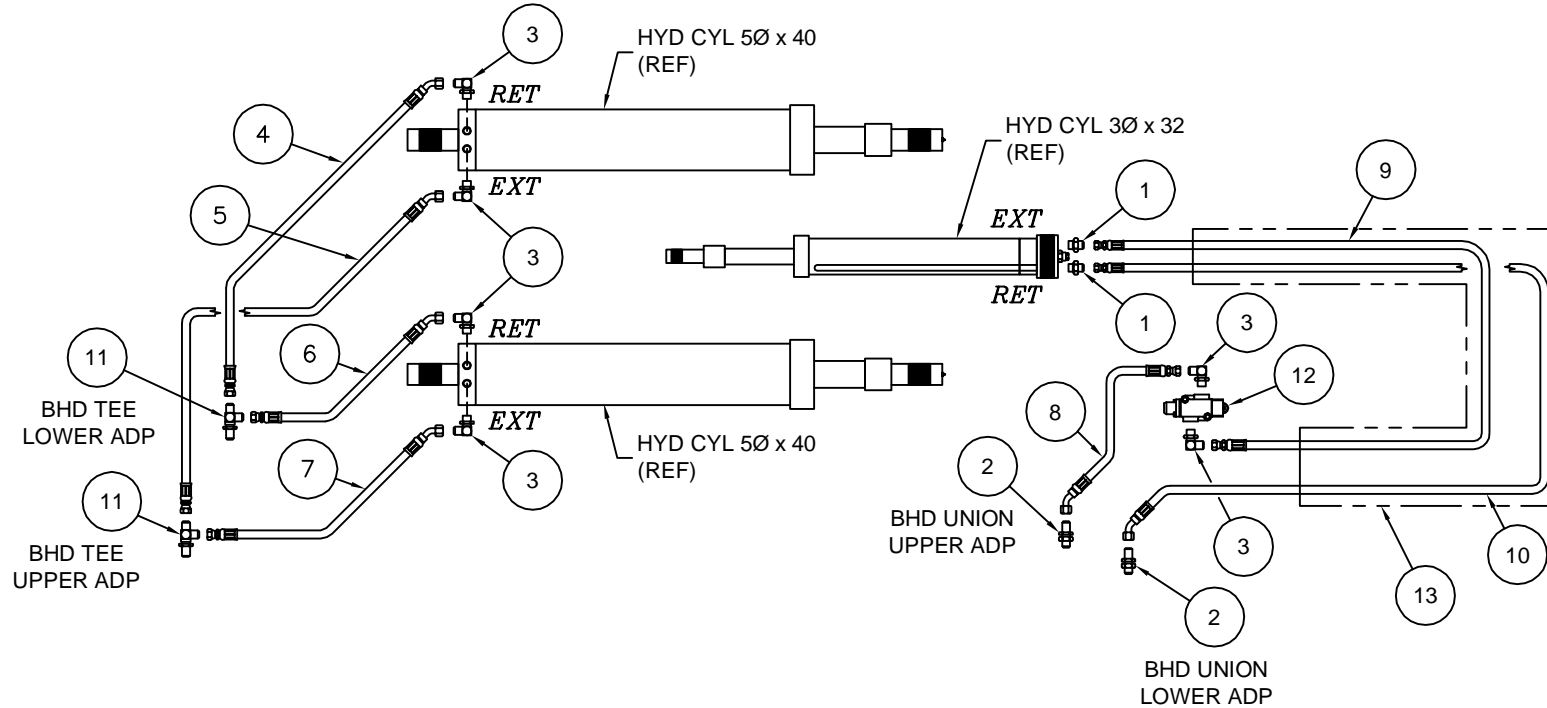 3
HYD CYL 5Ø x 40
(REF)
RET
4
HYD CYL 3Ø x 32
(REF)
9
EXT
1
5
EXT
3
RET
1
3
RET
6
12
11
BHD TEE
LOWER ADP
EXT
HYD CYL 5Ø x 40
(REF)
8
7
3
2
11
BHD UNION
UPPER ADP
3
10
BHD TEE
UPPER ADP
13
2
BHD UNION
LOWER ADP